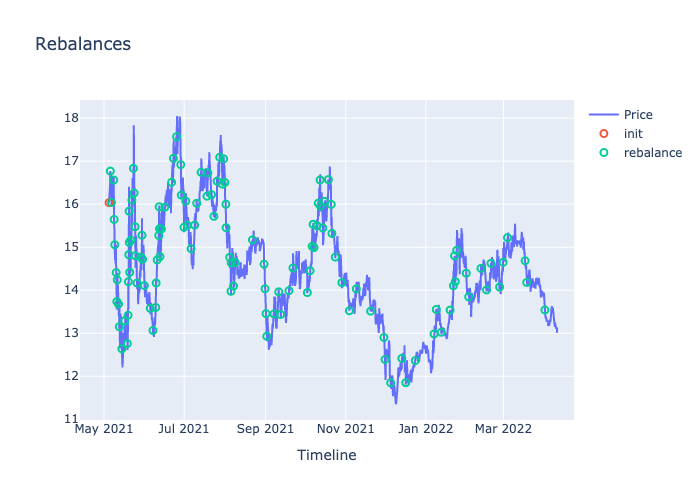 Rebalances
Price
init
rebalance
18
17
16
15
14
13
11
May 2021
Jul 2021
Sep 2021
Nov 2021
Jan 2022
Mar 2022
Timeline